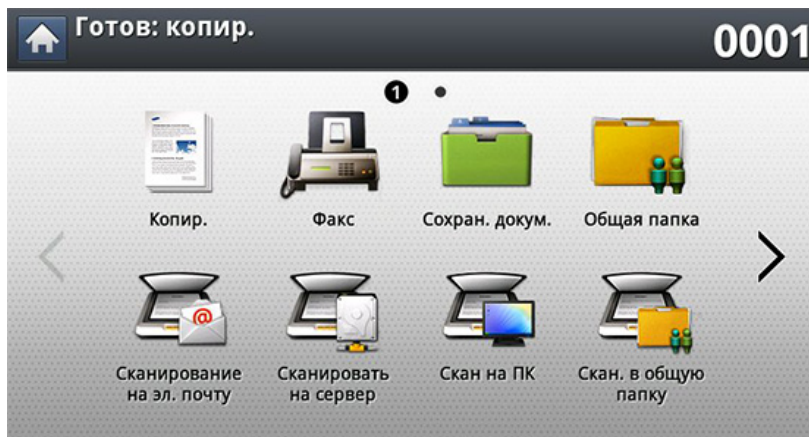 Готов: копир.
0001
1
Копир.
Факс
Сохран. докум.
Общая папка
Сканирование
на эл. почту
Сканировать
на сервер
Скан на ПК
Скан. в общую
папку
@